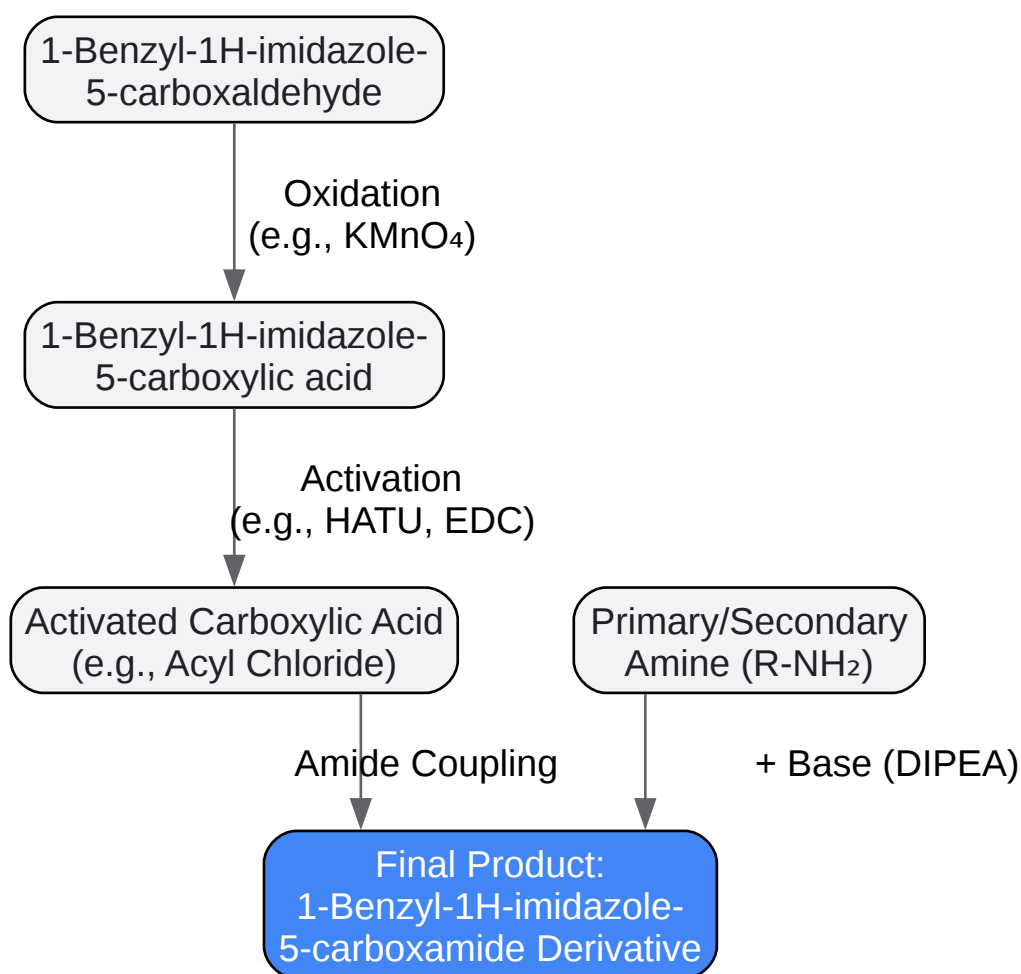 1-Benzyl-1H-imidazole-
5-carboxaldehyde
Oxidation
(e.g., KMnO₄)
1-Benzyl-1H-imidazole-
5-carboxylic acid
Activation
(e.g., HATU, EDC)
Activated Carboxylic Acid
(e.g., Acyl Chloride)
Primary/Secondary
Amine (R-NH₂)
Amide Coupling
+ Base (DIPEA)
Final Product:
1-Benzyl-1H-imidazole-
5-carboxamide Derivative